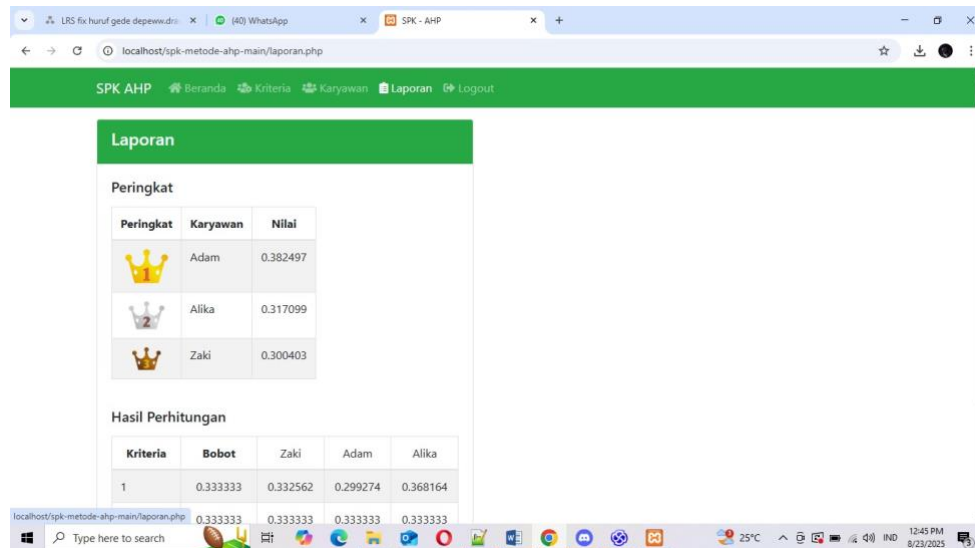 LRS fix huruf gede depeww.dra
(40) WhatsApp
SPK - AHP
localhost/spk-metode-ahp-main/laporan.php
SPK AHP Beranda Kriteria Karyawan Laporan Logout
Laporan
Peringkat
Peringkat Karyawan Nilai
1 Adam 0.382497
2 Alika 0.317099
3 Zaki 0.300403
Hasil Perhitungan
Kriteria Bobot Zaki Adam Alika
1 0.333333 0.332562 0.299274 0.368164
0.333333 0.333333 0.333333 0.333333
localhost/spk-metode-ahp-main/laporan.php
Type here to search
25°C IND 12:45 PM
8/23/2025